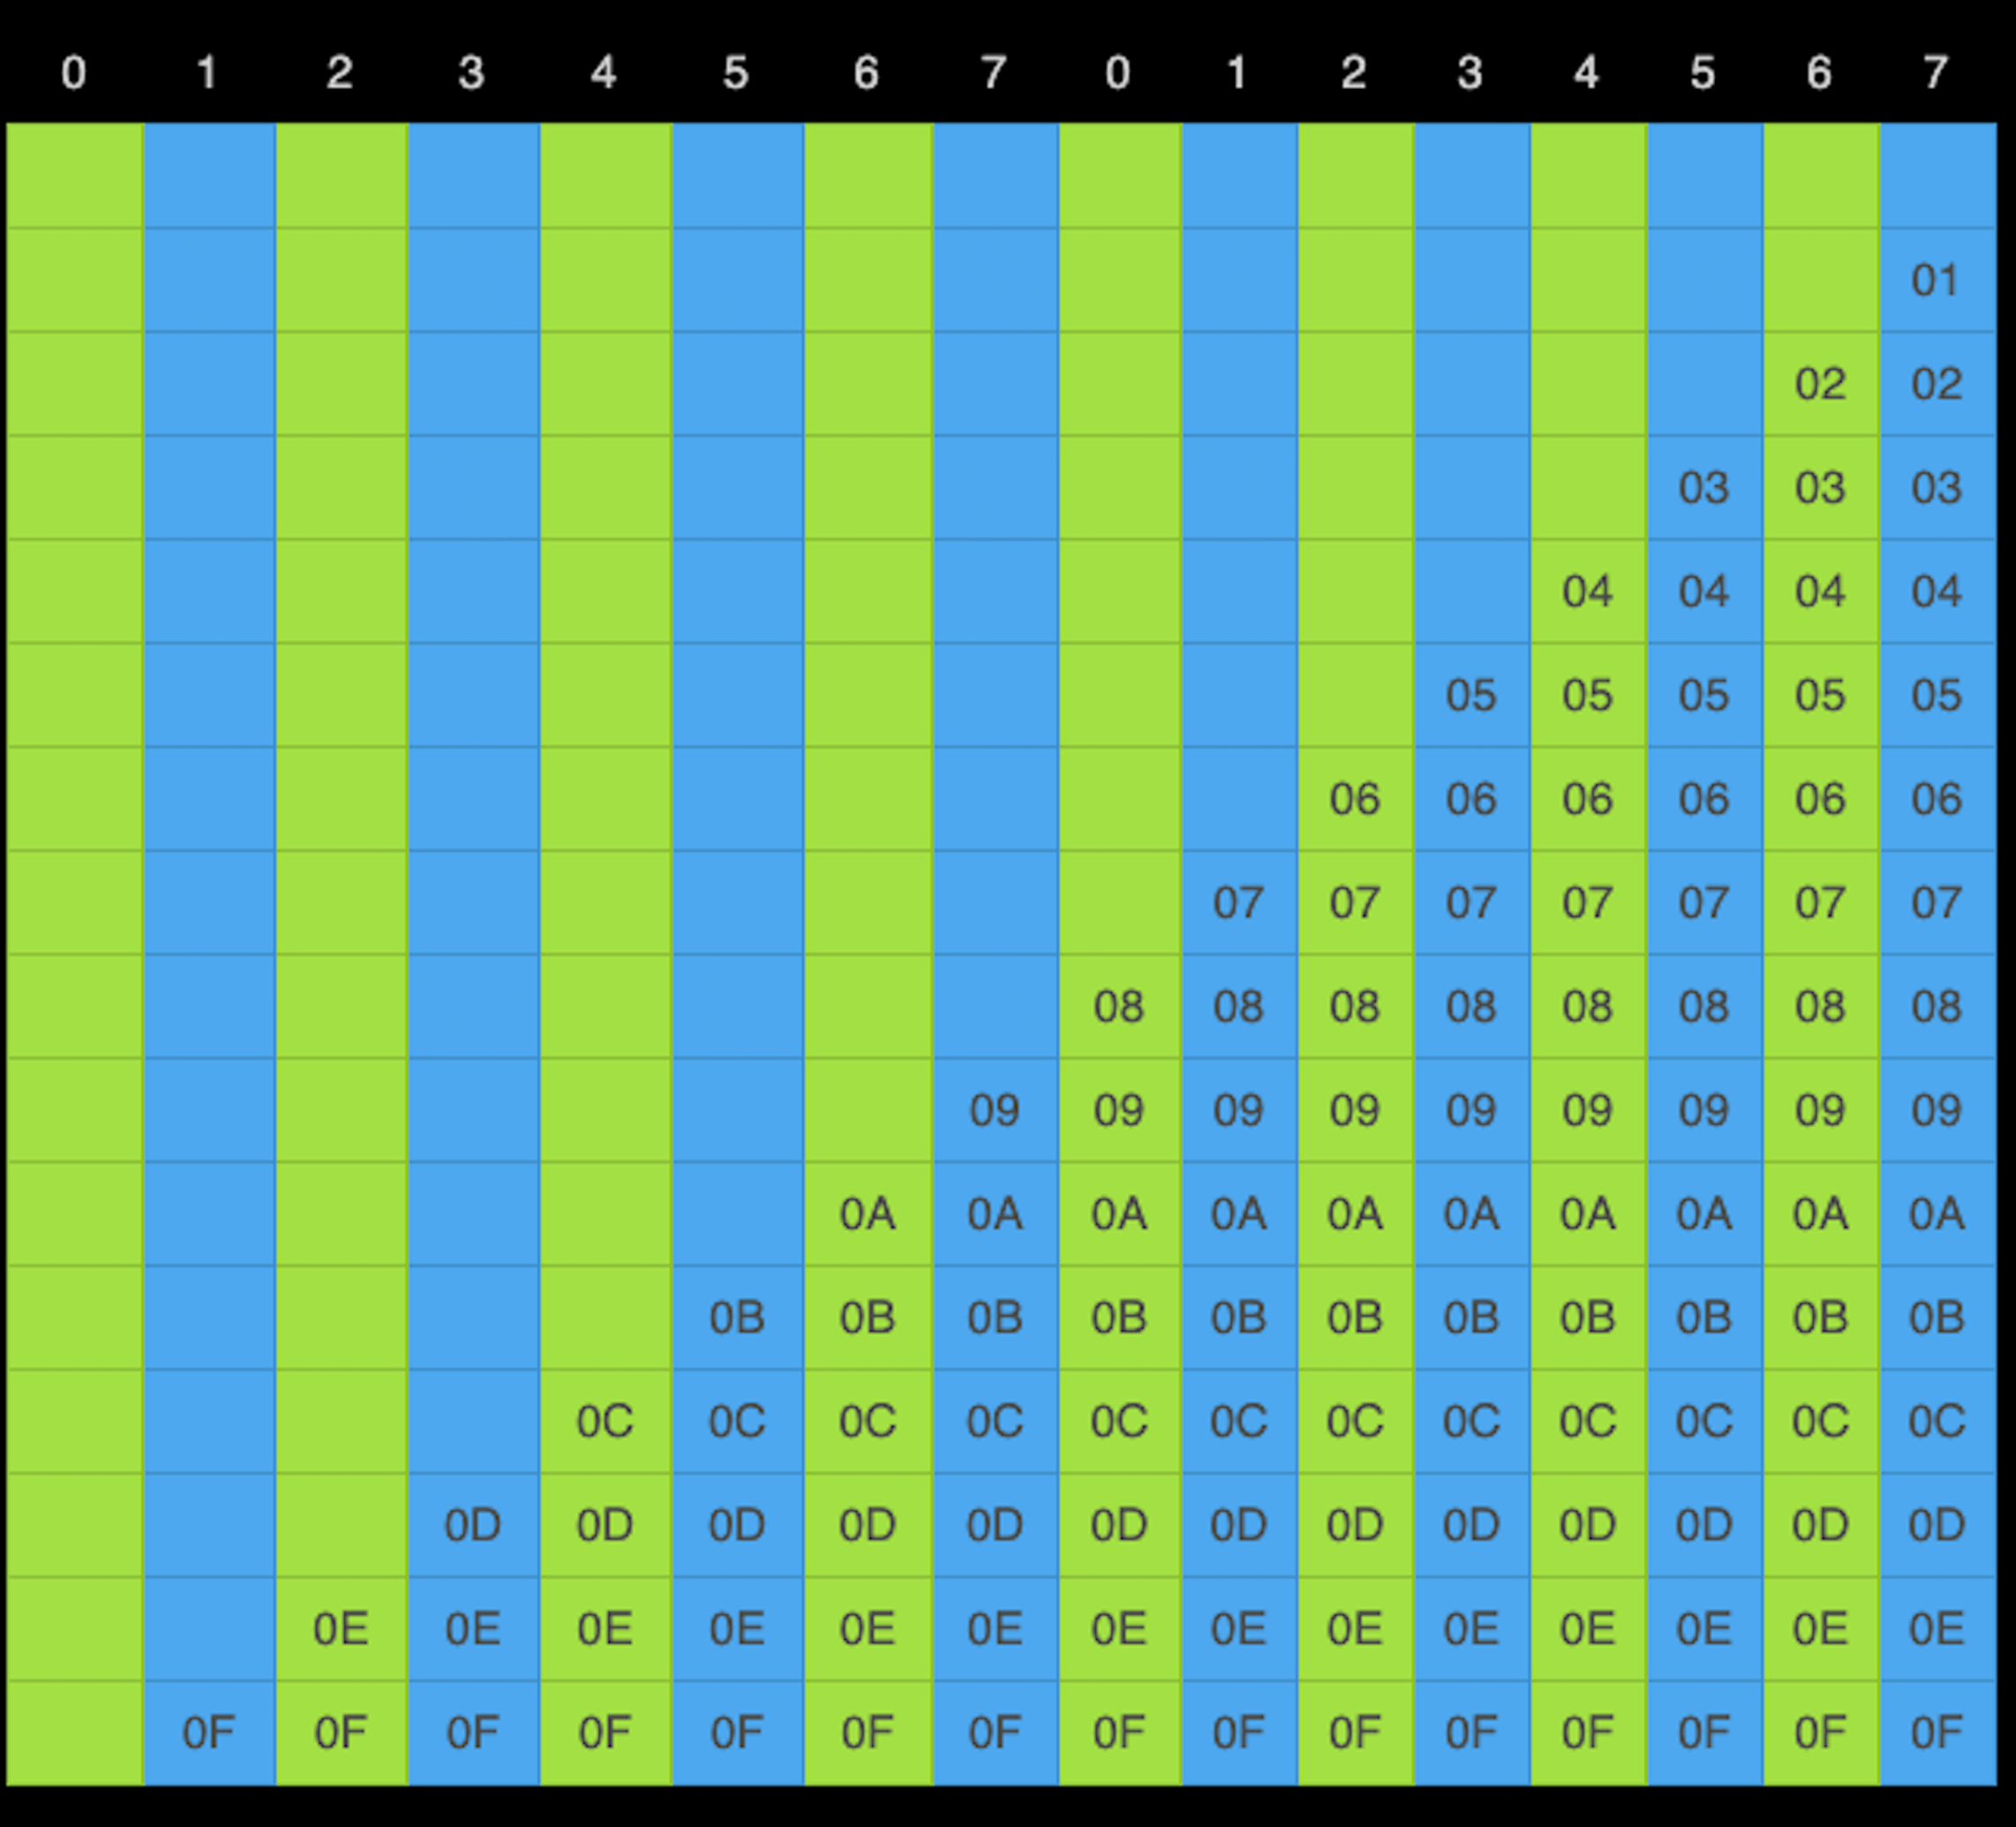 0 1 2 3 4 5 6 7 0 1 2 3 4 5 6 7
01
02 02
03 03 03
04 04 04 04
05 05 05 05 05
06 06 06 06 06 06
07 07 07 07 07 07 07
08 08 08 08 08 08 08 08
09 09 09 09 09 09 09 09 09
0A 0A 0A 0A 0A 0A 0A 0A 0A 0A
0B 0B 0B 0B 0B 0B 0B 0B 0B 0B 0B
0C 0C 0C 0C 0C 0C 0C 0C 0C 0C 0C 0C
0D 0D 0D 0D 0D 0D 0D 0D 0D 0D 0D 0D 0D
0E 0E 0E 0E 0E 0E 0E 0E 0E 0E 0E 0E 0E 0E
0F 0F 0F 0F 0F 0F 0F 0F 0F 0F 0F 0F 0F 0F 0F